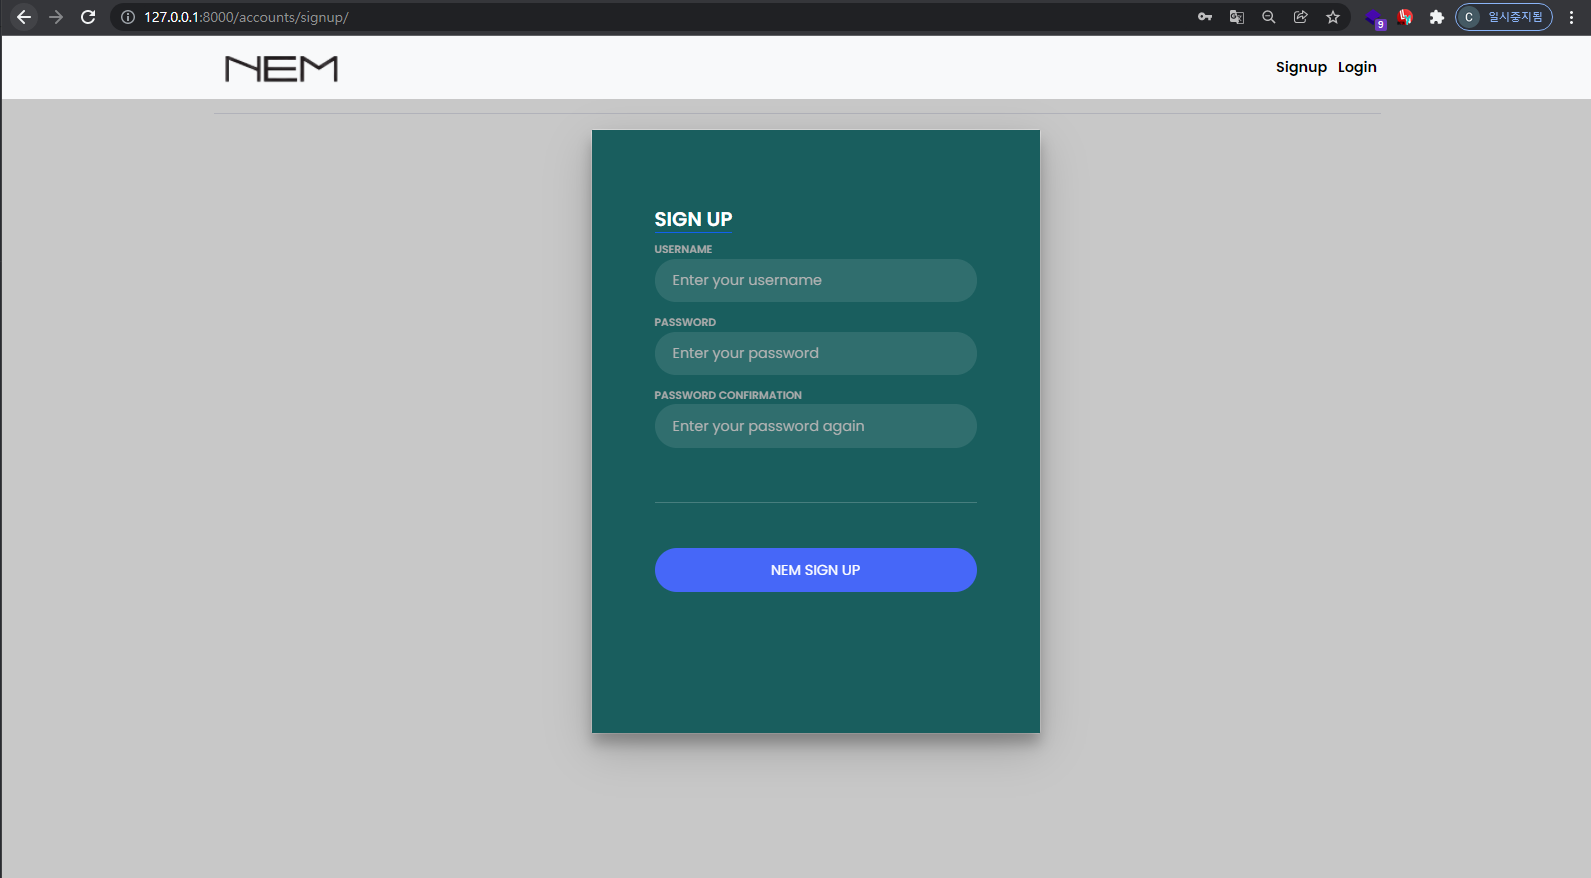 127.0.0.1:8000/accounts/signup/
9
C 일시중지됨
NEM
Signup Login
SIGN UP
USERNAME
Enter your username
PASSWORD
Enter your password
PASSWORD CONFIRMATION
Enter your password again
NEM SIGN UP